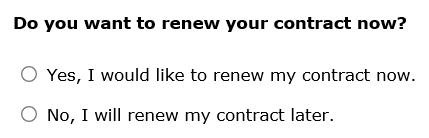 Do you want to renew your contract now?
Yes, I would like to renew my contract now.
No, I will renew my contract later.